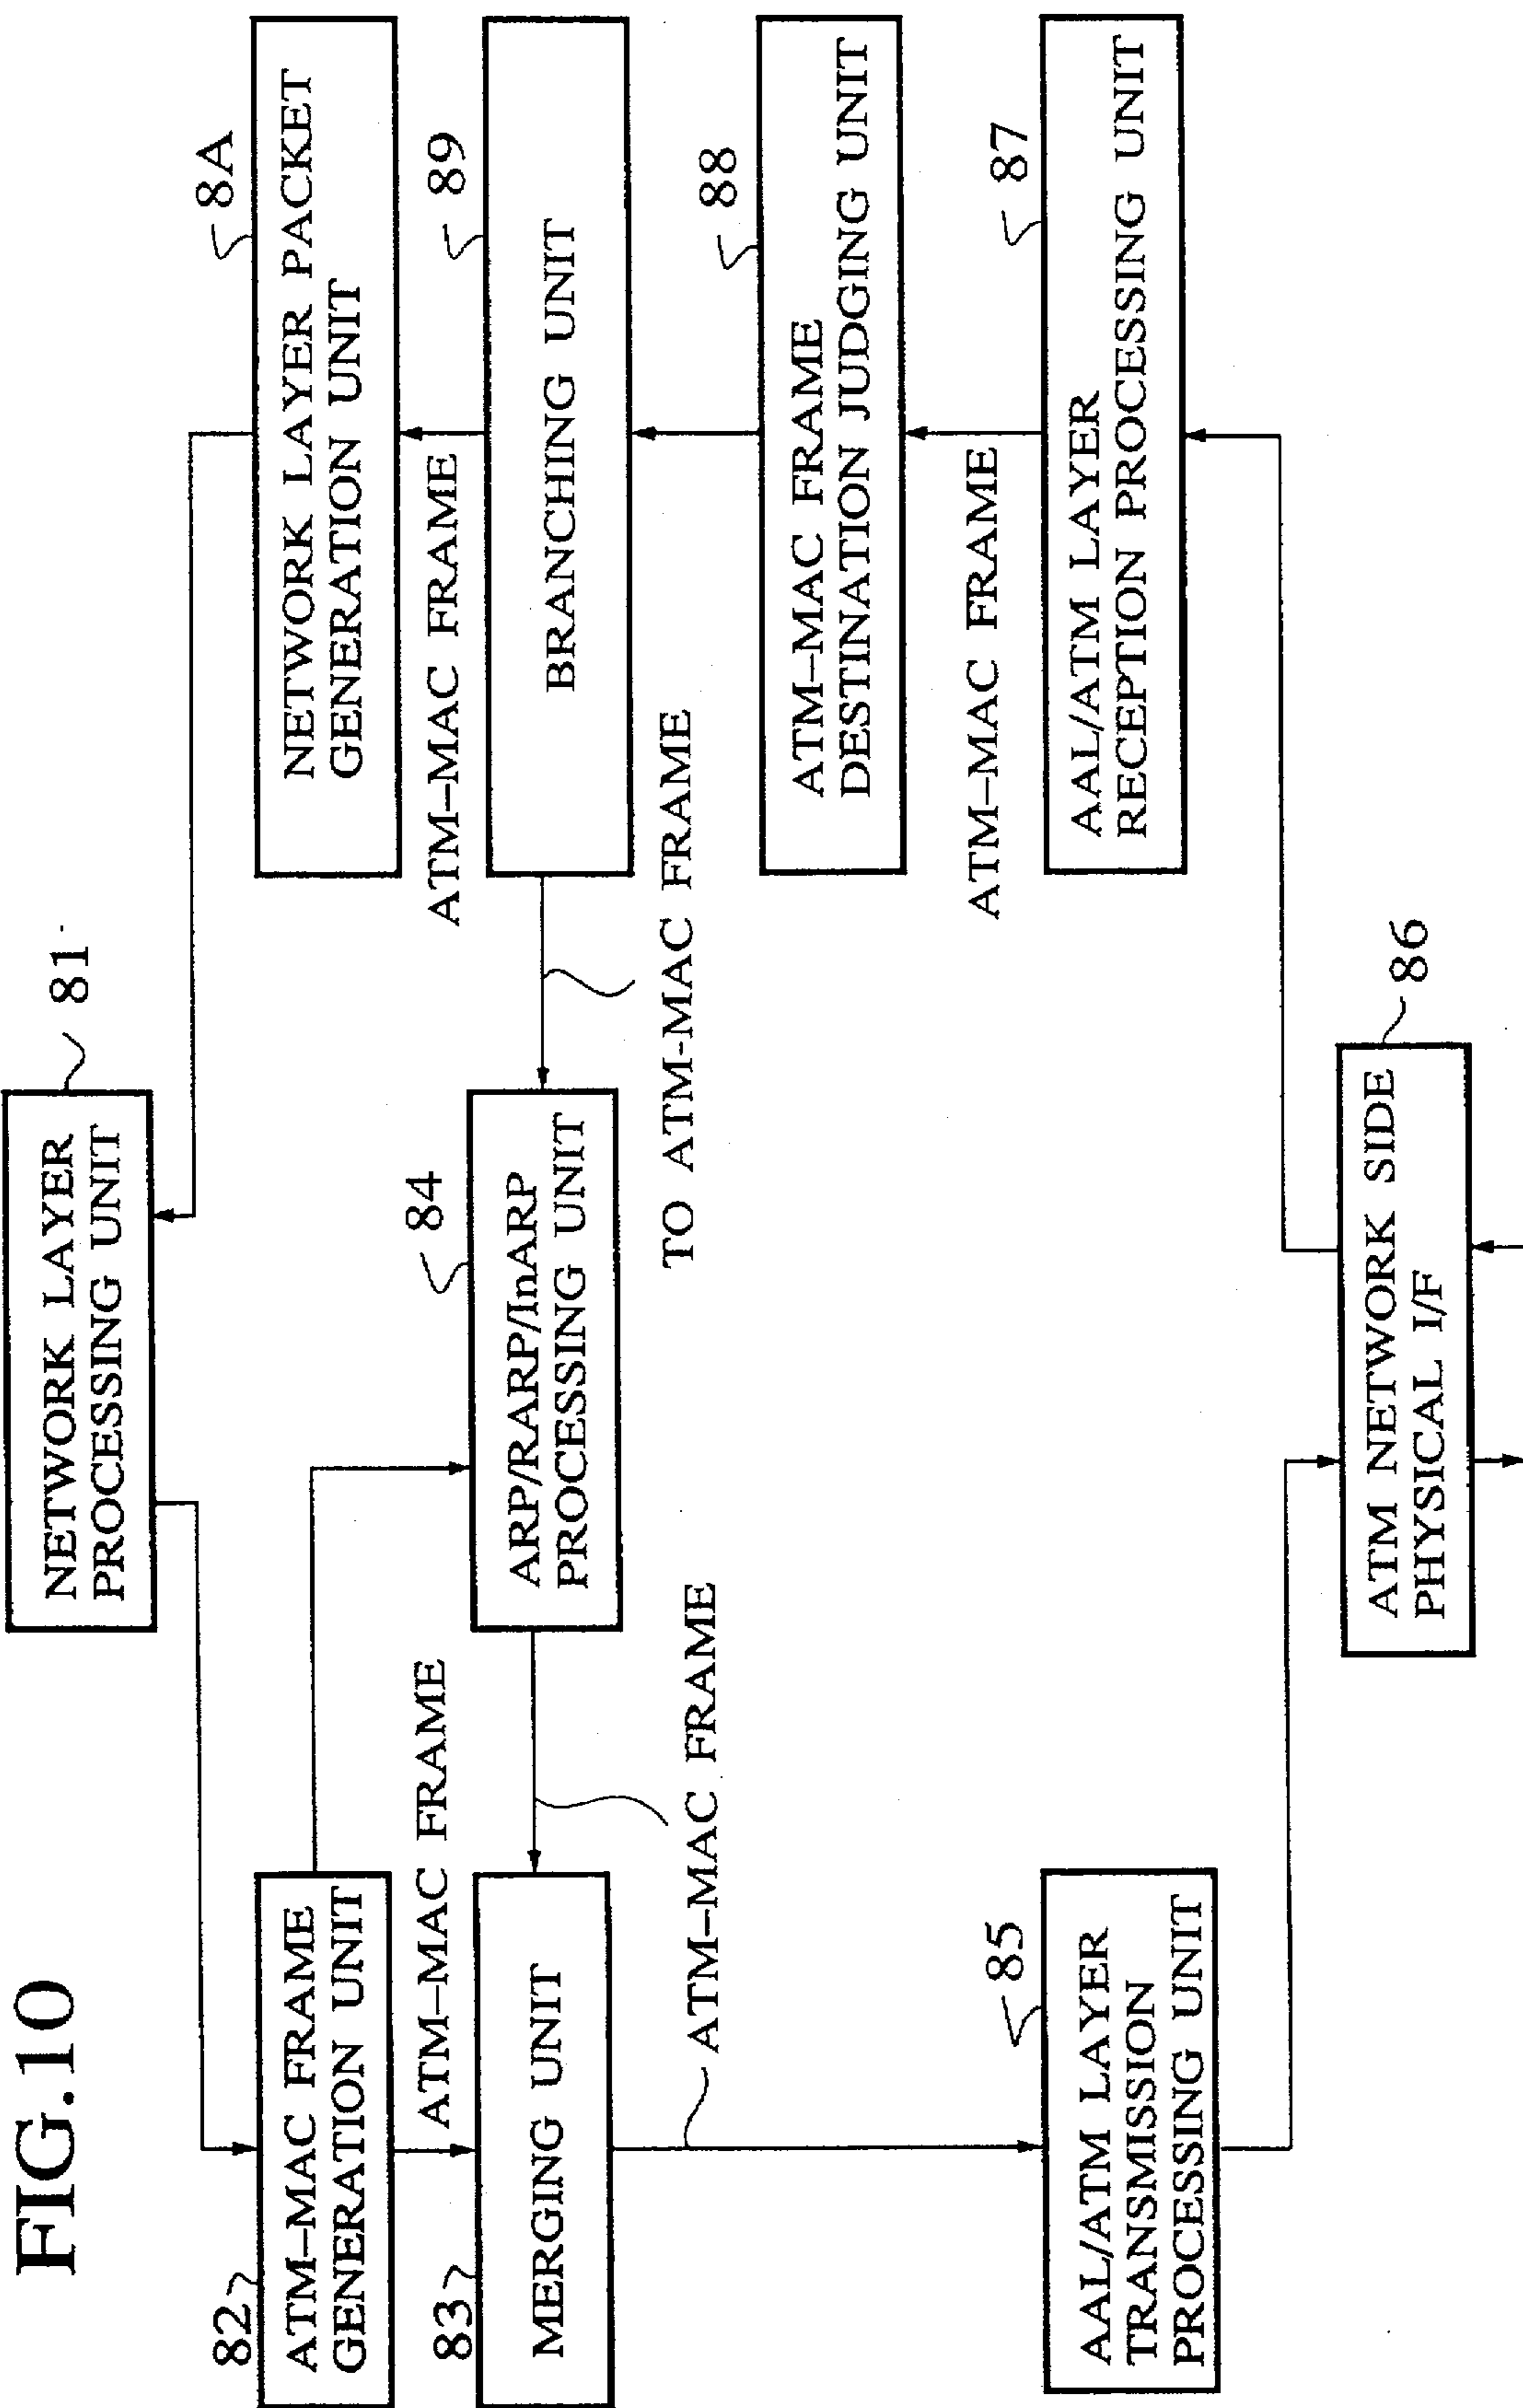 FIG.10
NETWORK LAYER
PROCESSING UNIT
81
82
ATM–MAC FRAME
GENERATION UNIT
8A
NETWORK LAYER PACKET
GENERATION UNIT
ATM–MAC FRAME
ATM–MAC FRAME
83
MERGING UNIT
84
ARP/RARP/InARP
PROCESSING UNIT
89
BRANCHING UNIT
ATM–MAC FRAME
TO ATM-MAC FRAME
88
ATM–MAC FRAME
DESTINATION JUDGING UNIT
ATM–MAC FRAME
85
AAL/ATM LAYER
TRANSMISSION
PROCESSING UNIT
87
AAL/ATM LAYER
RECEPTION PROCESSING UNIT
86
ATM NETWORK SIDE
PHYSICAL I/F